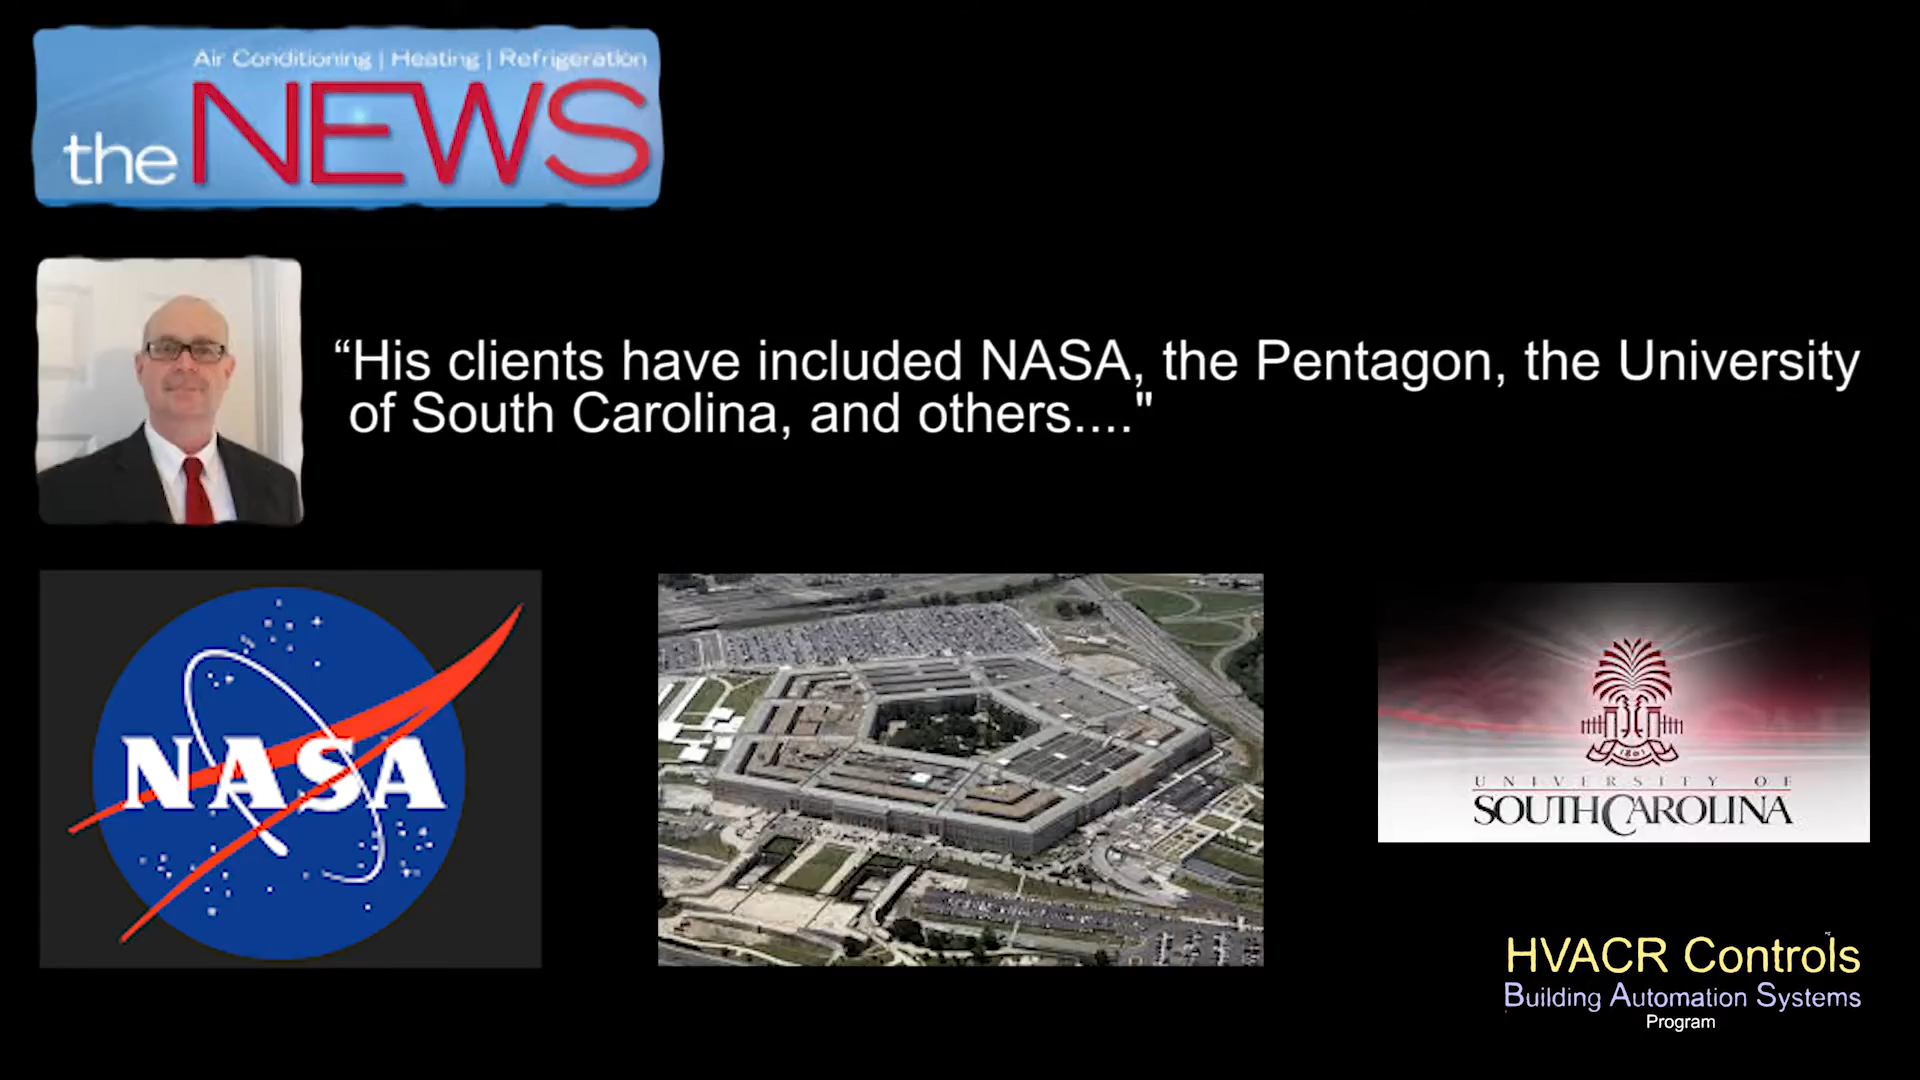 Air Conditioning | Heating | Refrigeration
the NEWS
“His clients have included NASA, the Pentagon, the University
of South Carolina, and others...."
NASA
1801
UNIVERSITY OF
SOUTH CAROLINA
HVACR Controls
Building Automation Systems
Program